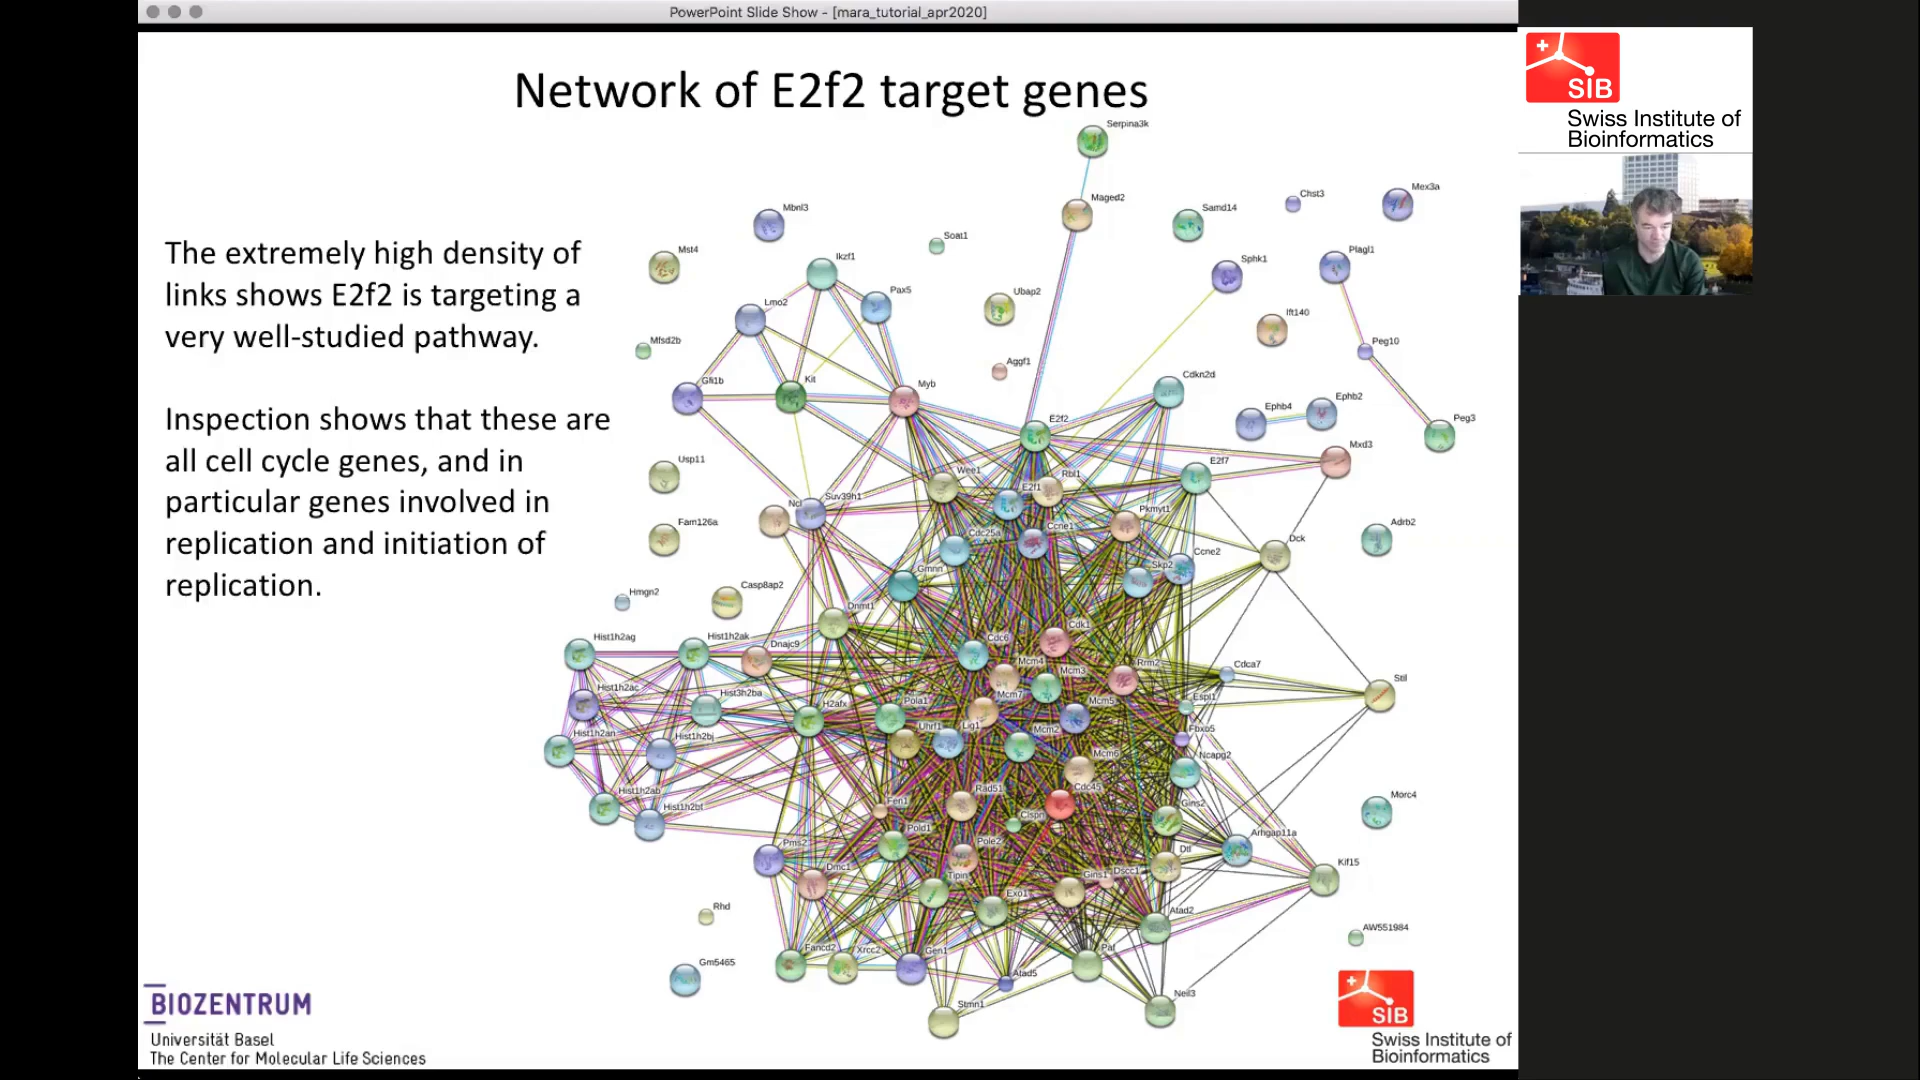 PowerPoint Slide Show - [mara_tutorial_apr2020]
Network of E2f2 target genes
The extremely high density of
links shows E2f2 is targeting a
very well-studied pathway.
Inspection shows that these are
all cell cycle genes, and in
particular genes involved in
replication and initiation of
replication.
Serpina3k
Maged2
Samd14
Chst3
Mex3a
Mbnl3
Soat1
Mst4
Ikzf1
Sphk1
Plagl1
Pax5
Ubap2
Lmo2
Ift140
Mfsd2b
Peg10
Aggf1
Gfi1b
Kit
Myb
Cdkn2d
Ephb4
Ephb2
Peg3
E2f2
Mxd3
Usp11
Wee1
Rbl1
E2f7
E2f1
Ncl
Suv39h1
Pkmyt1
Fam126a
Cdc25a
Ccne1
Adrb2
Dck
Ccne2
Skp2
Gmnn
Casp8ap2
Hmgn2
Dnmt1
Cdk1
Hist1h2ag
Hist1h2ak
Dnajc9
Cdc6
Mcm4
Mcm3
Rrm2
Cdca7
Stil
Hist1h2ac
Hist3h2ba
H2afx
Pola1
Mcm7
Mcm5
Espl1
Hist1h2an
Hist1h2bj
Uhrf1
Lig1
Mcm2
Fbxo5
Mcm6
Ncapg2
Hist1h2ab
Hist1h2bf
Fen1
Rad51
Cdc45
Clspn
Gins2
Morc4
Pold1
Pole2
Arhgap11a
Pms2
Dtl
Dmc1
Tipin
Exo1
Gins1
Dscc1
Kif15
Rhd
Atad2
AW551984
Fancd2
Xrcc2
Gen1
Paf
Gm5465
Atad5
Stmn1
Neil3
BIOZENTRUM
Universität Basel
The Center for Molecular Life Sciences
SIB
Swiss Institute of
Bioinformatics
SIB
Swiss Institute of
Bioinformatics